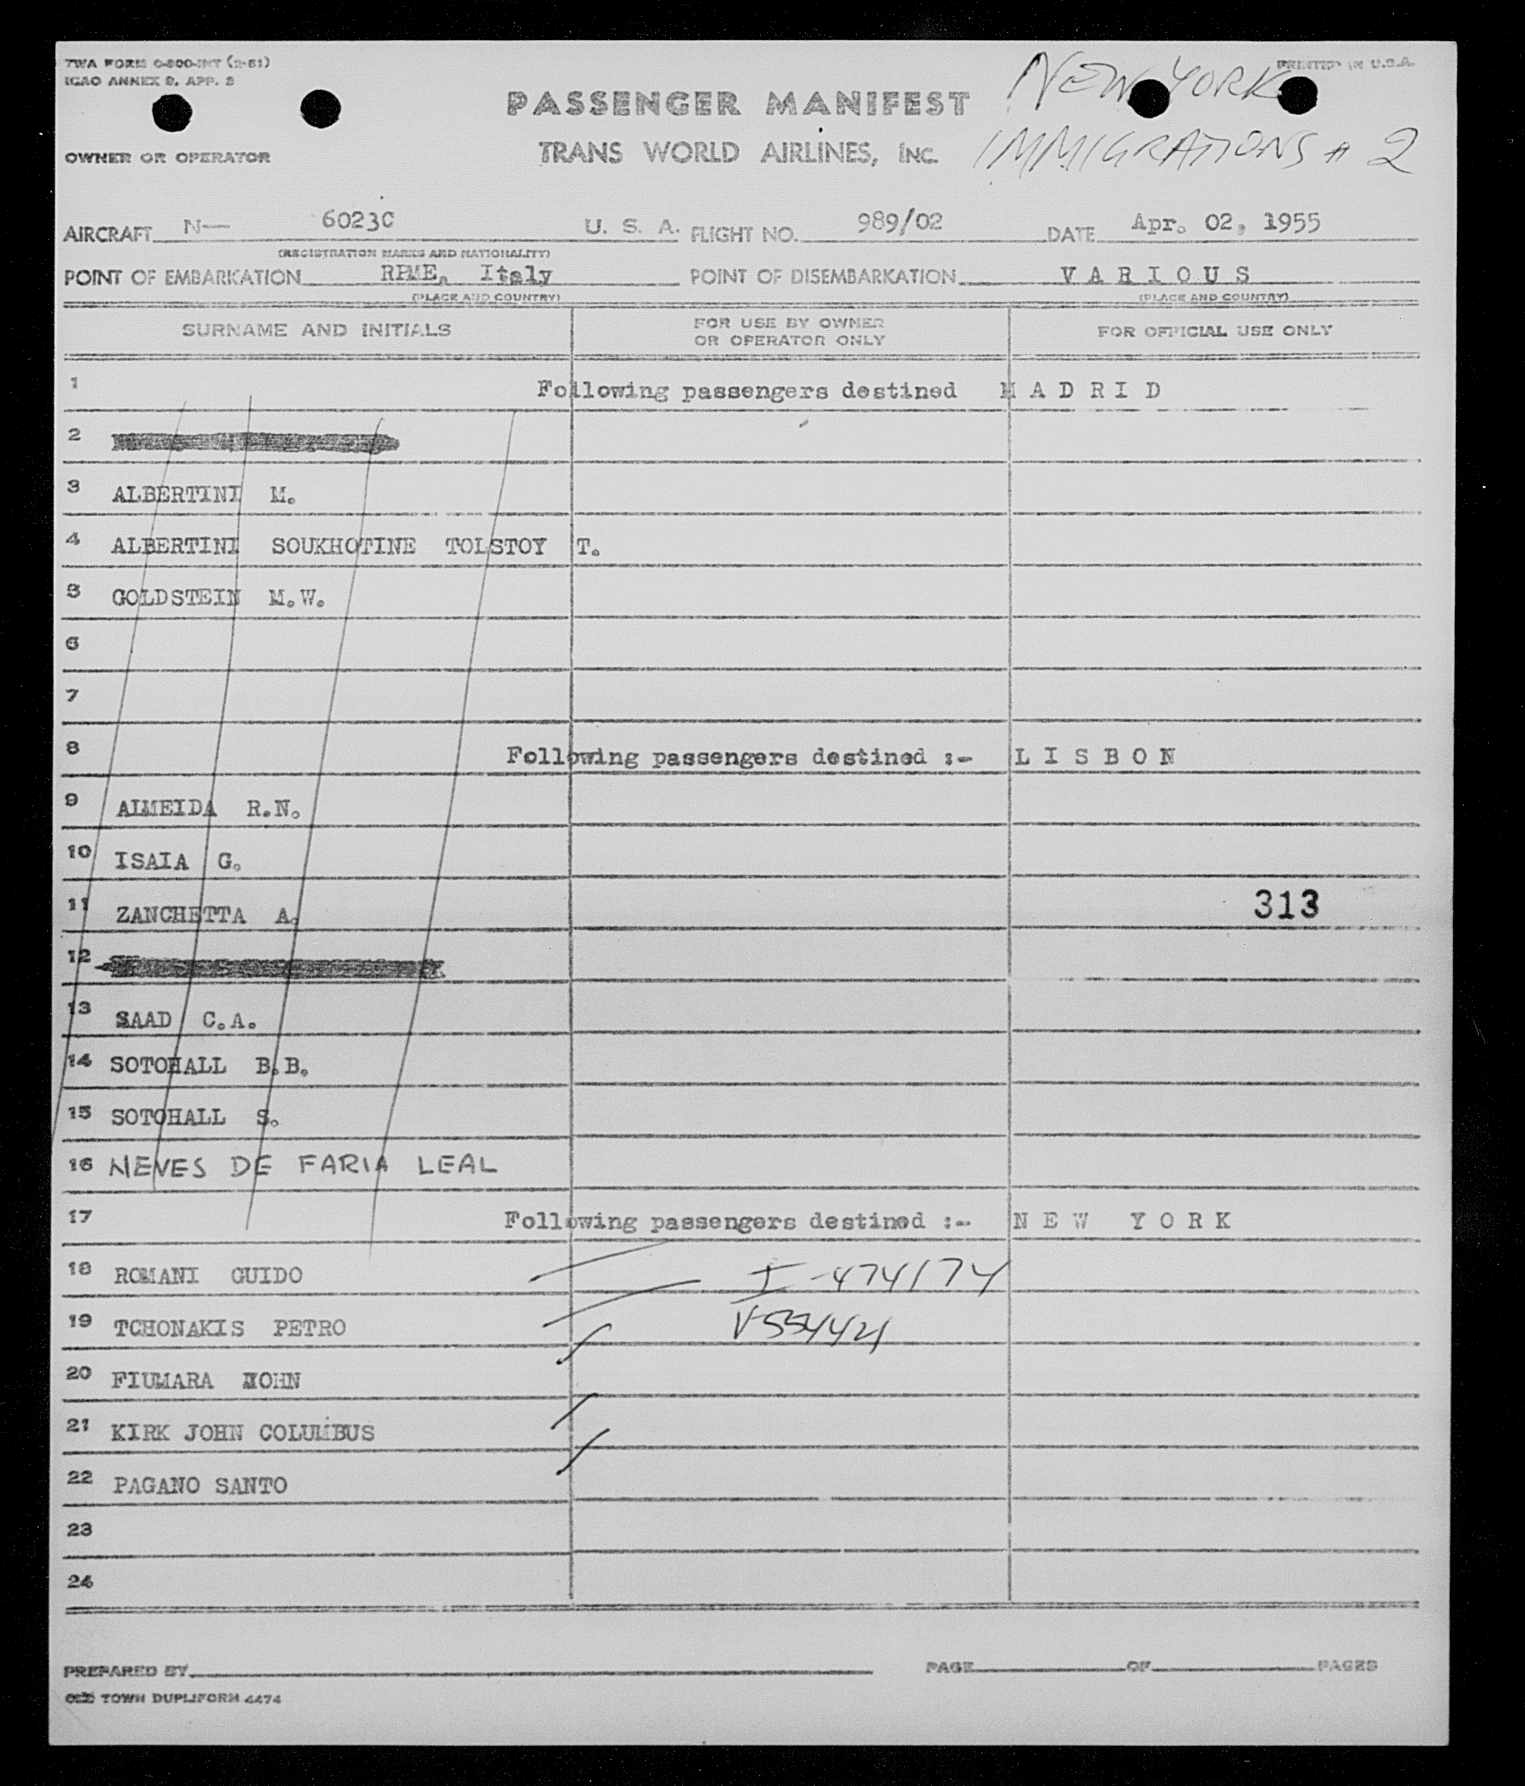 TWA FORM O-800-INT (2-51)
ICAO ANNEX 9, APP. 3
PRINTED IN U.S.A.
NEW YORK
PASSENGER MANIFEST
IMMIGRATIONS # 2
OWNER OR OPERATOR TRANS WORLD AIRLINES, INC.
AIRCRAFT N— 6023C U. S. A. FLIGHT NO. 989/02 DATE Apr. 02, 1955
(REGISTRATION MARKS AND NATIONALITY)
POINT OF EMBARKATION ROME, Italy POINT OF DISEMBARKATION V A R I O U S
(PLACE AND COUNTRY) (PLACE AND COUNTRY)
SURNAME AND INITIALS FOR USE BY OWNER OR OPERATOR ONLY FOR OFFICIAL USE ONLY
1 Following passengers destined M A D R I D
2
3 ALBERTINI M.
4 ALBERTINI SOUKHOTINE TOLSTOY T.
5 GOLDSTEIN M.W.
6
7
8 Following passengers destined :- L I S B O N
9 ALMEIDA R.N.
10 ISAIA G.
11 ZANCHETTA A. 313
12
13 SAAD C.A.
14 SOTOHALL B.B.
15 SOTOHALL S.
16 NEVES DE FARIA LEAL
17 Following passengers destined :- N E W Y O R K
18 ROMANI GUIDO I-474174
19 TCHONAKIS PETRO V-554421
20 FIUMARA JOHN
21 KIRK JOHN COLUMBUS
22 PAGANO SANTO
23
24
PREPARED BY PAGE OF PAGES
OLD TOWN DUPLIFORM 4474